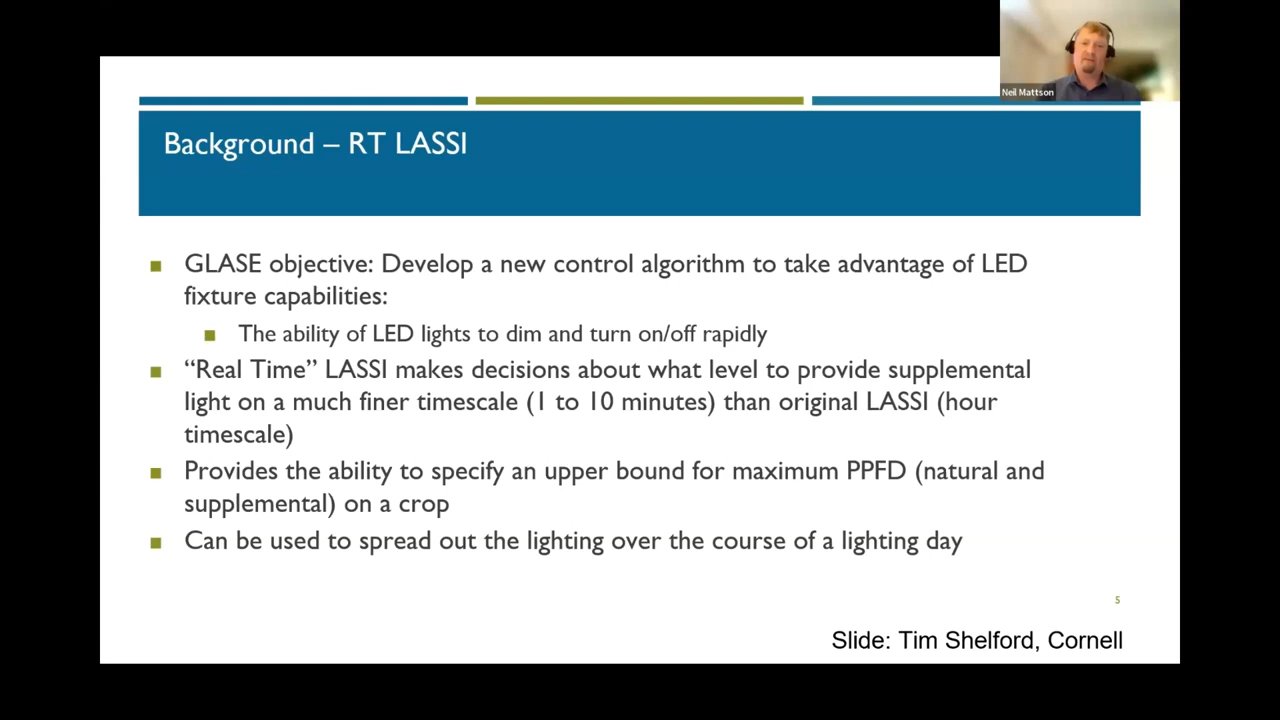 Neil Mattson
Background – RT LASSI
■ GLASE objective: Develop a new control algorithm to take advantage of LED
fixture capabilities:
■ The ability of LED lights to dim and turn on/off rapidly
■ “Real Time” LASSI makes decisions about what level to provide supplemental
light on a much finer timescale (1 to 10 minutes) than original LASSI (hour
timescale)
■ Provides the ability to specify an upper bound for maximum PPFD (natural and
supplemental) on a crop
■ Can be used to spread out the lighting over the course of a lighting day
5
Slide: Tim Shelford, Cornell